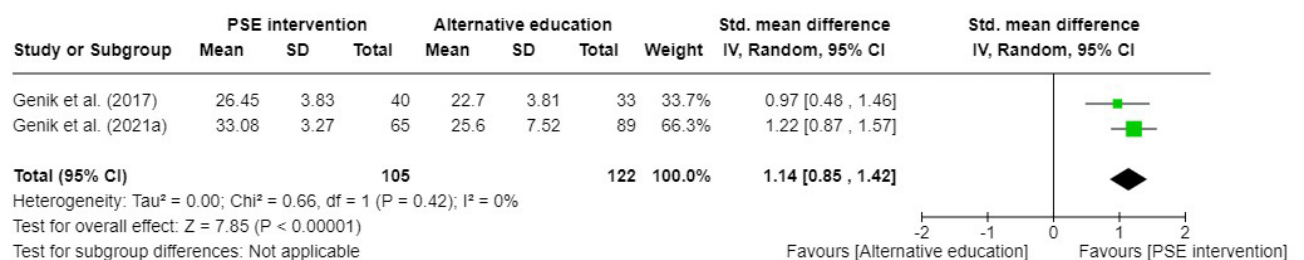 PSE intervention Alternative education Std. mean difference Std. mean difference
Study or Subgroup Mean SD Total Mean SD Total Weight IV, Random, 95% CI IV, Random, 95% CI
Genik et al. (2017) 26.45 3.83 40 22.7 3.81 33 33.7% 0.97 [0.48 , 1.46]
Genik et al. (2021a) 33.08 3.27 65 25.6 7.52 89 66.3% 1.22 [0.87 , 1.57]
Total (95% CI) 105 122 100.0% 1.14 [0.85 , 1.42]
Heterogeneity: Tau² = 0.00; Chi² = 0.66, df = 1 (P = 0.42); I² = 0%
Test for overall effect: Z = 7.85 (P < 0.00001)
-2 -1 0 1 2
Test for subgroup differences: Not applicable Favours [Alternative education] Favours [PSE intervention]